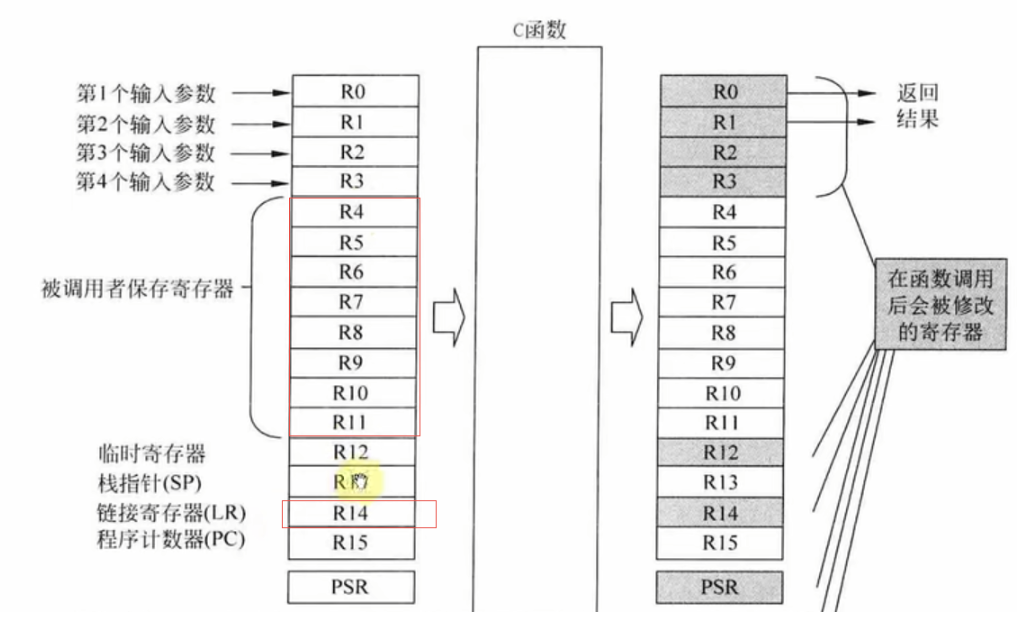 C函数
第1个输入参数 R0 R0 返回
第2个输入参数 R1 R1 结果
第3个输入参数 R2 R2
第4个输入参数 R3 R3
R4 R4
R5 R5
R6 R6
被调用者保存寄存器 R7 R7
R8 R8
R9 R9
R10 R10
R11 R11
在函数调用
后会被修改
的寄存器
临时寄存器 R12 R12
栈指针(SP) R13
链接寄存器(LR) R14 R14
程序计数器(PC) R15 R15
PSR PSR